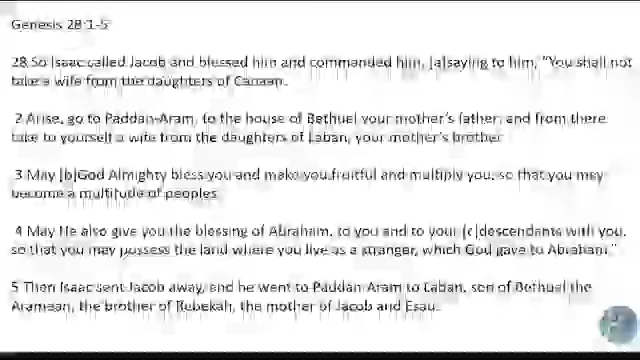 Genesis 28:1-5
28 So Isaac called Jacob and blessed him and commanded him, [a]saying to him, "You shall not
take a wife from the daughters of Canaan.
2 Arise, go to Paddan-Aram, to the house of Bethuel your mother's father; and from there
take to yourself a wife from the daughters of Laban, your mother's brother.
3 May [b]God Almighty bless you and make you fruitful and multiply you, so that you may
become a multitude of peoples.
4 May He also give you the blessing of Abraham, to you and to your [c]descendants with you,
so that you may possess the land where you live as a stranger, which God gave to Abraham."
5 Then Isaac sent Jacob away, and he went to Paddan-Aram to Laban, son of Bethuel the
Aramean, the brother of Rebekah, the mother of Jacob and Esau.